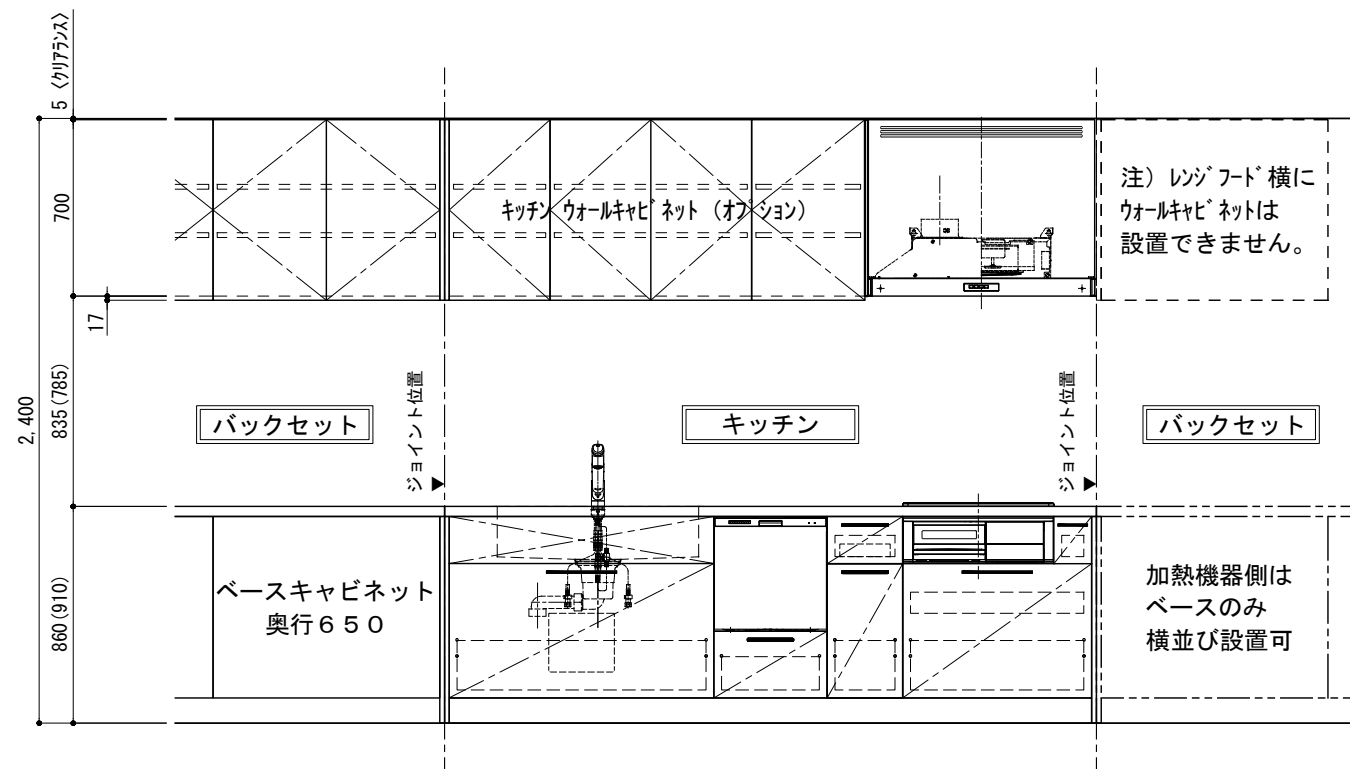 5 〈ｸﾘｱﾗﾝｽ〉
700
17
835(785)
2,400
860(910)
キッチン ウォールキャビネット (オプション)
注) レンジフード横に
ウォールキャビネットは
設置できません。
ジョイント位置
ジョイント位置
バックセット
キッチン
バックセット
ベースキャビネット
奥行650
加熱機器側は
ベースのみ
横並び設置可